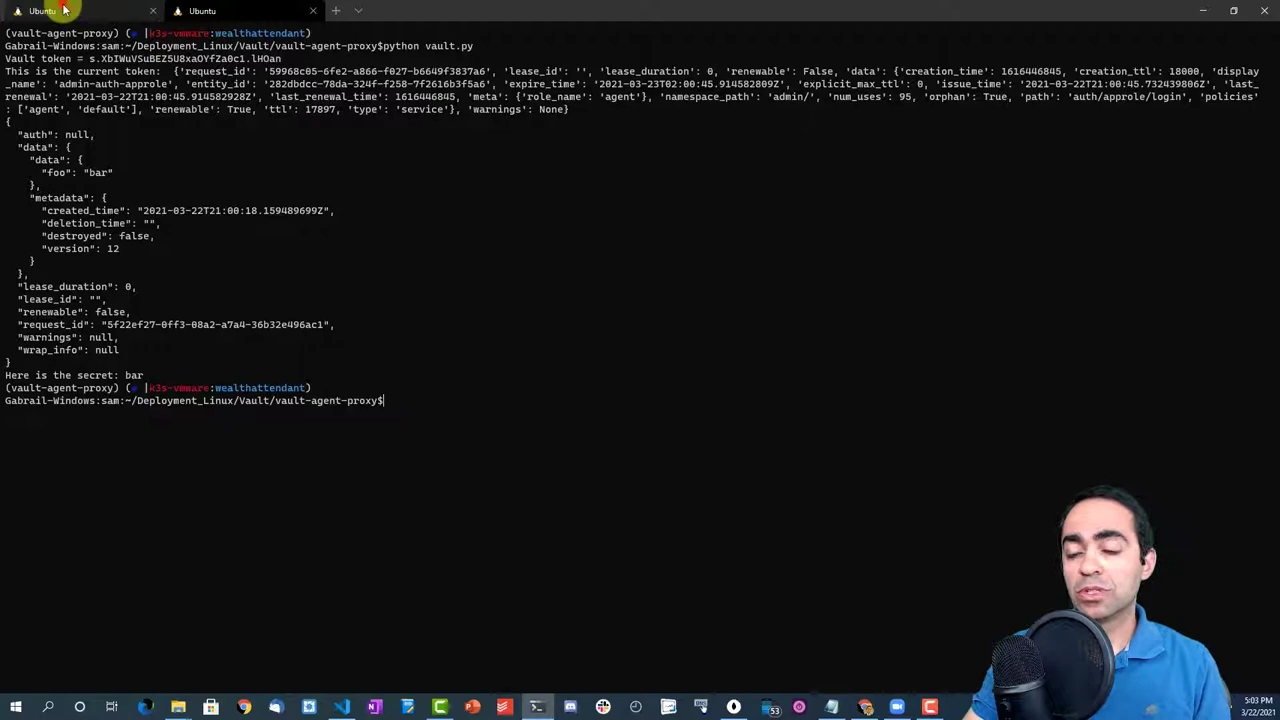 Ubuntu
Ubuntu
(vault-agent-proxy) (● |k3s-vmware:wealthattendant)
Gabrail-Windows:sam:~/Deployment_Linux/Vault/vault-agent-proxy$python vault.py
Vault token = s.XbIWuVSuBEZ5U8xaOYfZa0c1.lHOan
This is the current token:  {'request_id': '59968c05-6fe2-a866-f027-b6649f3837a6', 'lease_id': '', 'lease_duration': 0, 'renewable': False, 'data': {'creation_time': 1616446845, 'creation_ttl': 18000, 'display
_name': 'admin-auth-approle', 'entity_id': '282dbdcc-78da-324f-f258-7f2616b3f5a6', 'expire_time': '2021-03-23T02:00:45.914582809Z', 'explicit_max_ttl': 0, 'issue_time': '2021-03-22T21:00:45.732439806Z', 'last_
renewal': '2021-03-22T21:00:45.914582928Z', 'last_renewal_time': 1616446845, 'meta': {'role_name': 'agent'}, 'namespace_path': 'admin/', 'num_uses': 95, 'orphan': True, 'path': 'auth/approle/login', 'policies'
: ['agent', 'default'], 'renewable': True, 'ttl': 17897, 'type': 'service'}, 'warnings': None}
{
"auth": null,
"data": {
"data": {
"foo": "bar"
},
"metadata": {
"created_time": "2021-03-22T21:00:18.159489699Z",
"deletion_time": "",
"destroyed": false,
"version": 12
}
},
"lease_duration": 0,
"lease_id": "",
"renewable": false,
"request_id": "5f22ef27-0ff3-08a2-a7a4-36b32e496ac1",
"warnings": null,
"wrap_info": null
}
Here is the secret: bar
(vault-agent-proxy) (● |k3s-vmware:wealthattendant)
Gabrail-Windows:sam:~/Deployment_Linux/Vault/vault-agent-proxy$
53
5:03 PM
3/22/2021